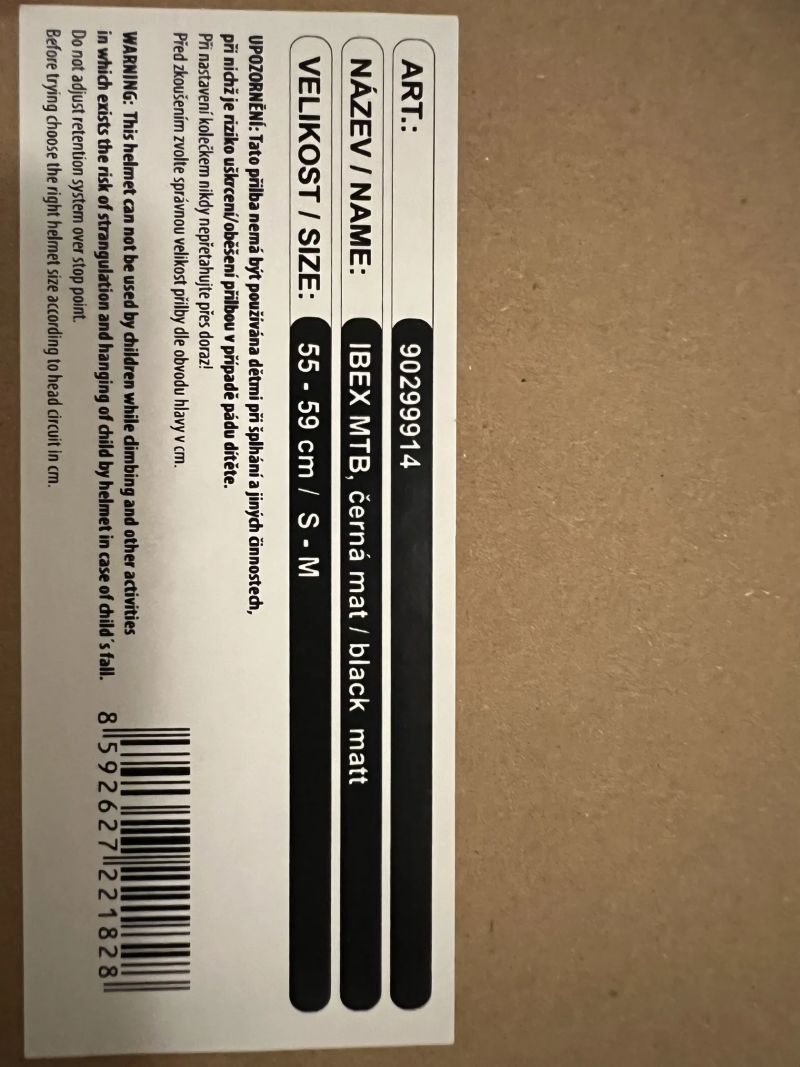 ART.: 90299914
NÁZEV / NAME: IBEX MTB, černá mat / black matt
VELIKOST / SIZE: 55 - 59 cm / S - M
UPOZORNĚNÍ: Tato přilba nemá být používána dětmi při šplhání a jiných činnostech,
při nichž je riziko uškrcení/oběšení přilbou v případě pádu dítěte.
Při nastavení kolečkem nikdy nepřetahujte přes doraz!
Před zkoušením zvolte správnou velikost přilby dle obvodu hlavy v cm.
WARNING: This helmet can not be used by children while climbing and other activities
in which exists the risk of strangulation and hanging of child by helmet in case of child´s fall.
Do not adjust retention system over stop point.
Before trying choose the right helmet size according to head circuit in cm.
8 592627 221828